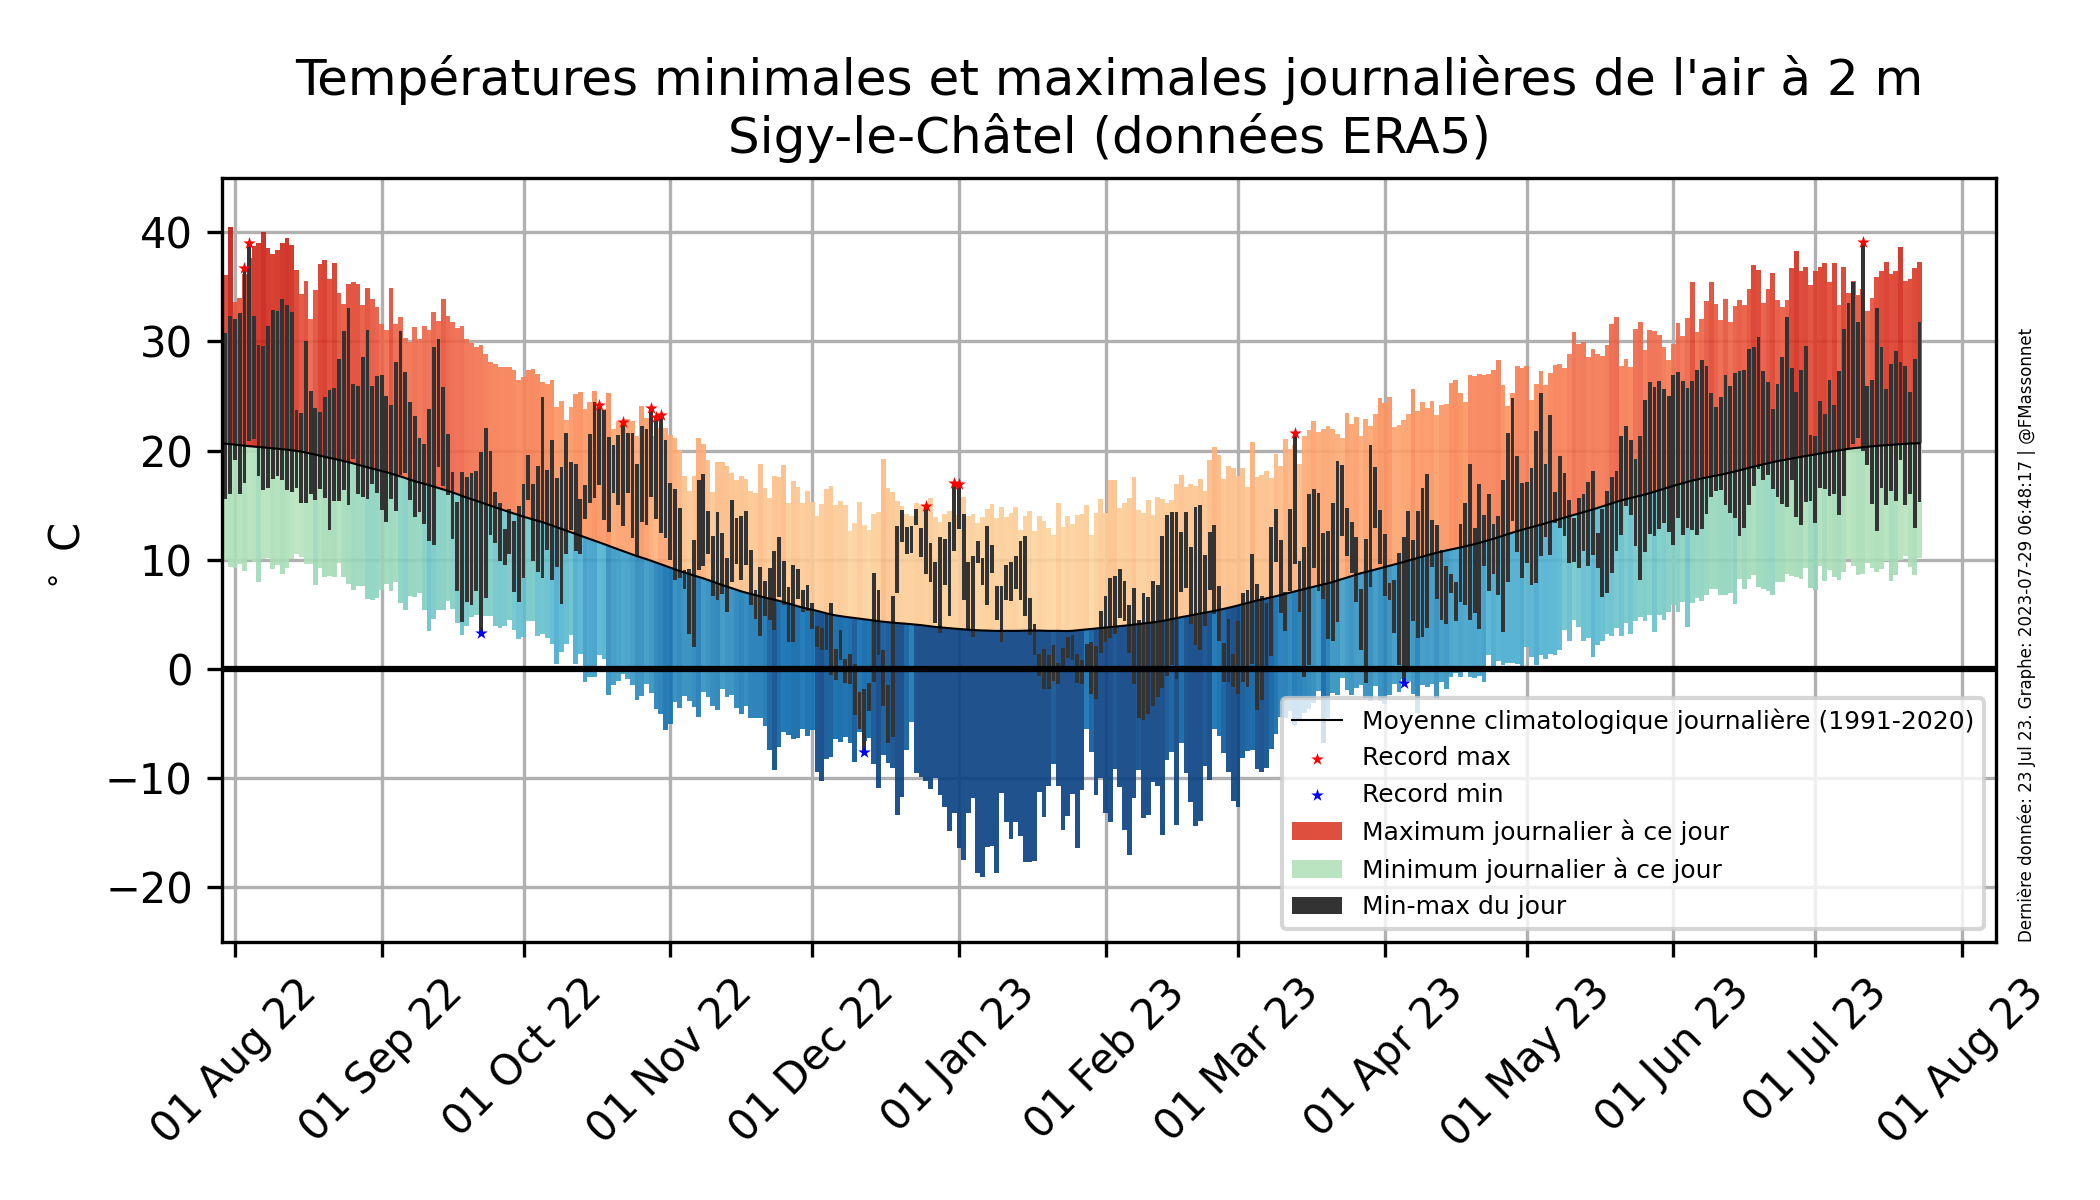 Températures minimales et maximales journalières de l'air à 2 m
Sigy-le-Châtel (données ERA5)
° C
40
30
20
10
0
−10
−20
01 Aug 22
01 Sep 22
01 Oct 22
01 Nov 22
01 Dec 22
01 Jan 23
01 Feb 23
01 Mar 23
01 Apr 23
01 May 23
01 Jun 23
01 Jul 23
01 Aug 23
Moyenne climatologique journalière (1991-2020)
Record max
Record min
Maximum journalier à ce jour
Minimum journalier à ce jour
Min-max du jour
Dernière donnée: 23 Jul 23. Graphe: 2023-07-29 06:48:17 | @FMassonnet